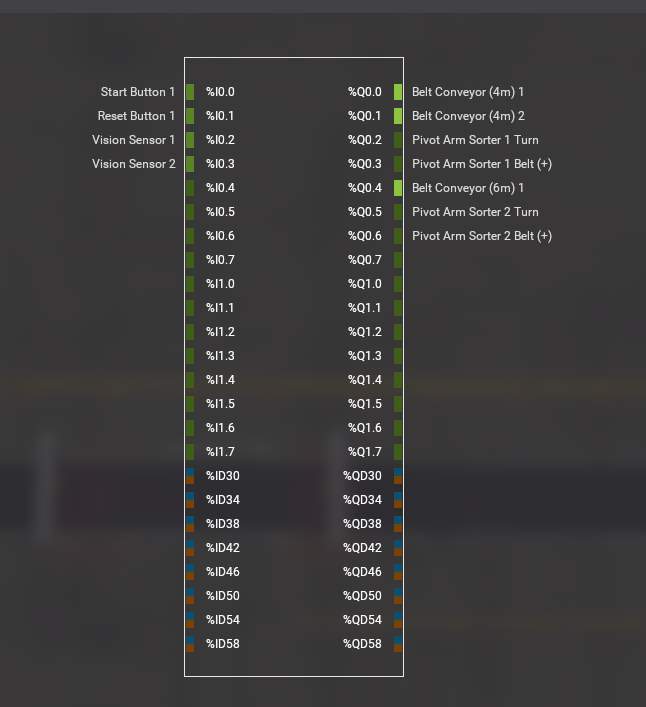 Start Button 1 %I0.0 %Q0.0 Belt Conveyor (4m) 1
Reset Button 1 %I0.1 %Q0.1 Belt Conveyor (4m) 2
Vision Sensor 1 %I0.2 %Q0.2 Pivot Arm Sorter 1 Turn
Vision Sensor 2 %I0.3 %Q0.3 Pivot Arm Sorter 1 Belt (+)
%I0.4 %Q0.4 Belt Conveyor (6m) 1
%I0.5 %Q0.5 Pivot Arm Sorter 2 Turn
%I0.6 %Q0.6 Pivot Arm Sorter 2 Belt (+)
%I0.7 %Q0.7
%I1.0 %Q1.0
%I1.1 %Q1.1
%I1.2 %Q1.2
%I1.3 %Q1.3
%I1.4 %Q1.4
%I1.5 %Q1.5
%I1.6 %Q1.6
%I1.7 %Q1.7
%ID30 %QD30
%ID34 %QD34
%ID38 %QD38
%ID42 %QD42
%ID46 %QD46
%ID50 %QD50
%ID54 %QD54
%ID58 %QD58